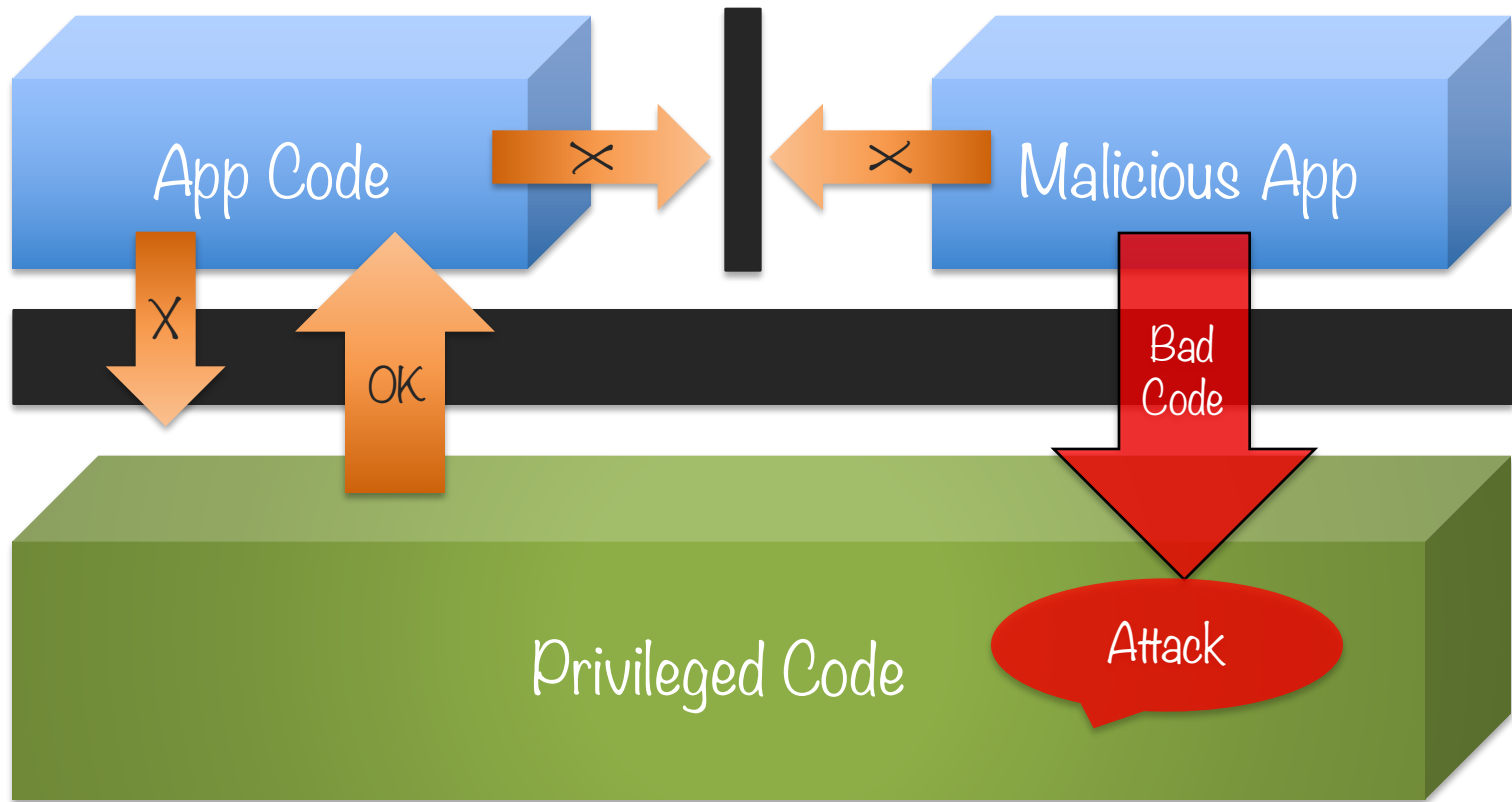 App Code
X
X
Malicious App
X
OK
Bad
Code
Attack
Privileged Code